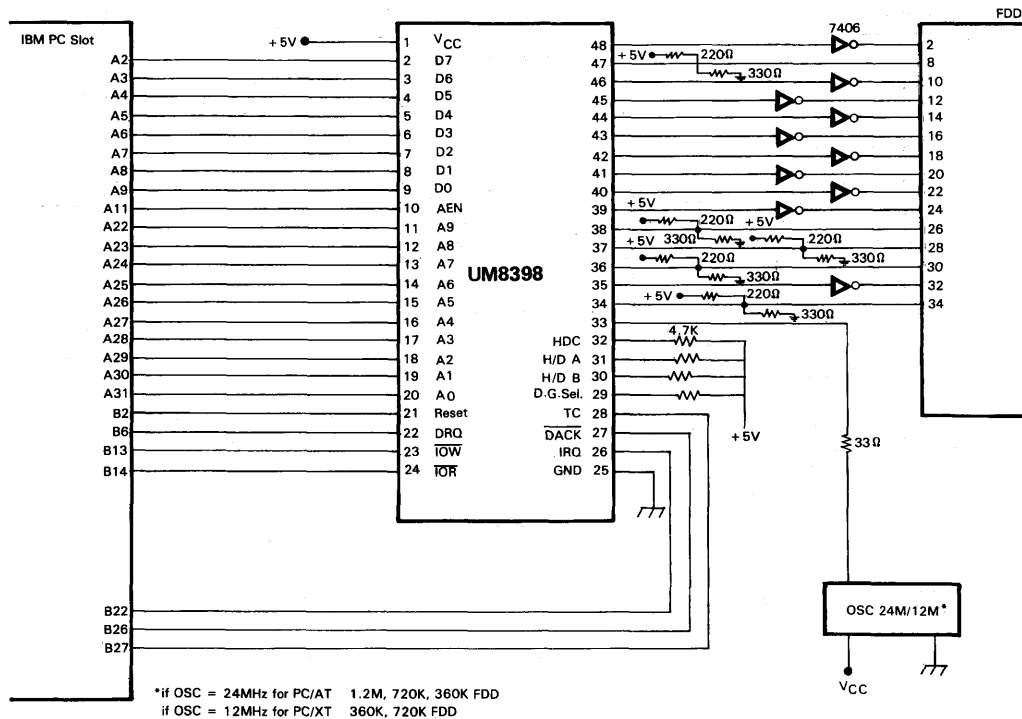 FDD
IBM PC Slot
+5V
1 VCC
48
7406
2
A2
2 D7
47
+5V 220Ω
8
A3
3 D6
46
330Ω
10
A4
4 D5
45
12
A5
5 D4
44
14
A6
6 D3
43
16
A7
7 D2
42
18
A8
8 D1
41
20
A9
9 D0
40
22
A11
10 AEN
39
+5V
24
A22
11 A9
38
220Ω +5V
26
A23
12 A8
37
+5V 330Ω 220Ω
28
A24
13 A7
36
220Ω 330Ω
30
UM8398
A25
14 A6
35
330Ω
32
A26
15 A5
34
+5V 220Ω
34
A27
16 A4
33
330Ω
A28
17 A3
HDC 32
4.7K
A29
18 A2
H/D A 31
A30
19 A1
H/D B 30
A31
20 A0
D.G.Sel. 29
B2
21 Reset
TC 28
B6
22 DRQ
DACK 27
+5V
B13
23 IOW
IRQ 26
33Ω
B14
24 IOR
GND 25
B22
OSC 24M/12M*
B26
B27
VCC
*if OSC = 24MHz for PC/AT 1.2M, 720K, 360K FDD
if OSC = 12MHz for PC/XT 360K, 720K FDD